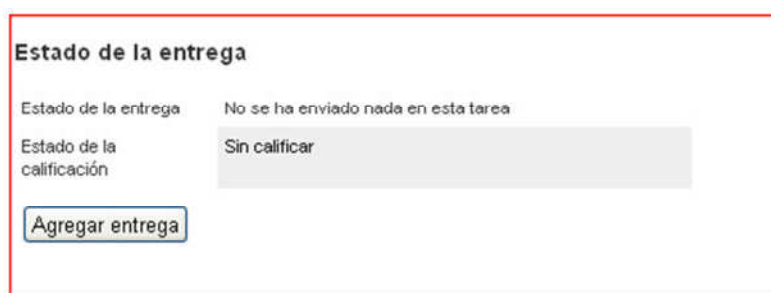 Estado de la entrega
Estado de la entrega No se ha enviado nada en esta tarea
Estado de la Sin calificar
calificación
Agregar entrega